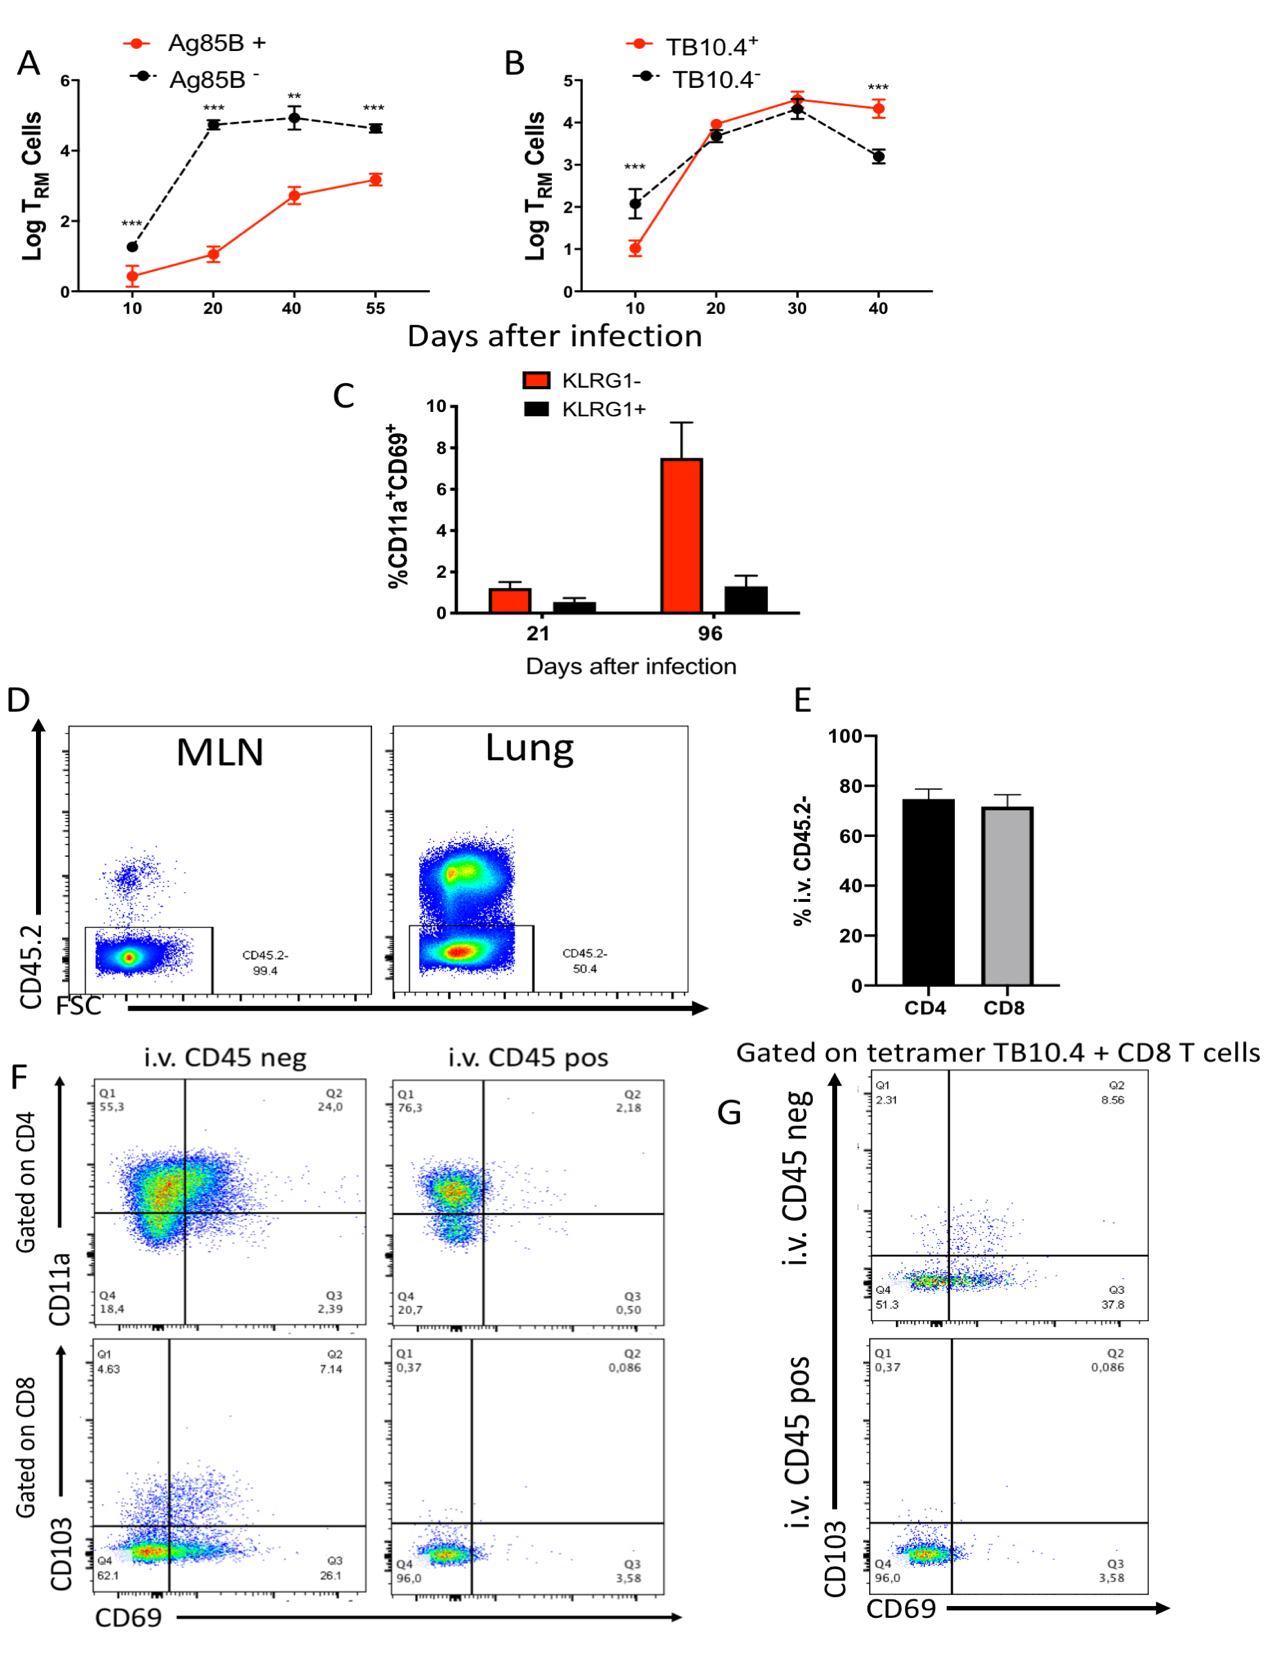 A
Ag85B +
Ag85B -
Log TRM Cells
6
4
2
0
***
***
**
***
10 20 40 55
B
TB10.4+
TB10.4-
Log TRM Cells
5
4
3
2
1
0
***
***
10 20 30 40
Days after infection
C
KLRG1-
KLRG1+
%CD11a+CD69+
10
8
6
4
2
0
21 96
Days after infection
D
MLN
CD45.2-
99.4
Lung
CD45.2-
50.4
CD45.2
FSC
E
% i.v. CD45.2-
100
80
60
40
20
0
CD4 CD8
F
i.v. CD45 neg
i.v. CD45 pos
Gated on CD4
CD11a
Q1
55,3
Q2
24,0
Q4
18,4
Q3
2,39
Q1
76,3
Q2
2,18
Q4
20,7
Q3
0,50
Gated on CD8
CD103
Q1
4.63
Q2
7.14
Q4
62.1
Q3
26.1
Q1
0,37
Q2
0,086
Q4
96,0
Q3
3,58
CD69
Gated on tetramer TB10.4 + CD8 T cells
G
i.v. CD45 neg
Q1
2.31
Q2
8.56
Q4
51.3
Q3
37.8
i.v. CD45 pos
Q1
0,37
Q2
0,086
Q4
96,0
Q3
3,58
CD103
CD69